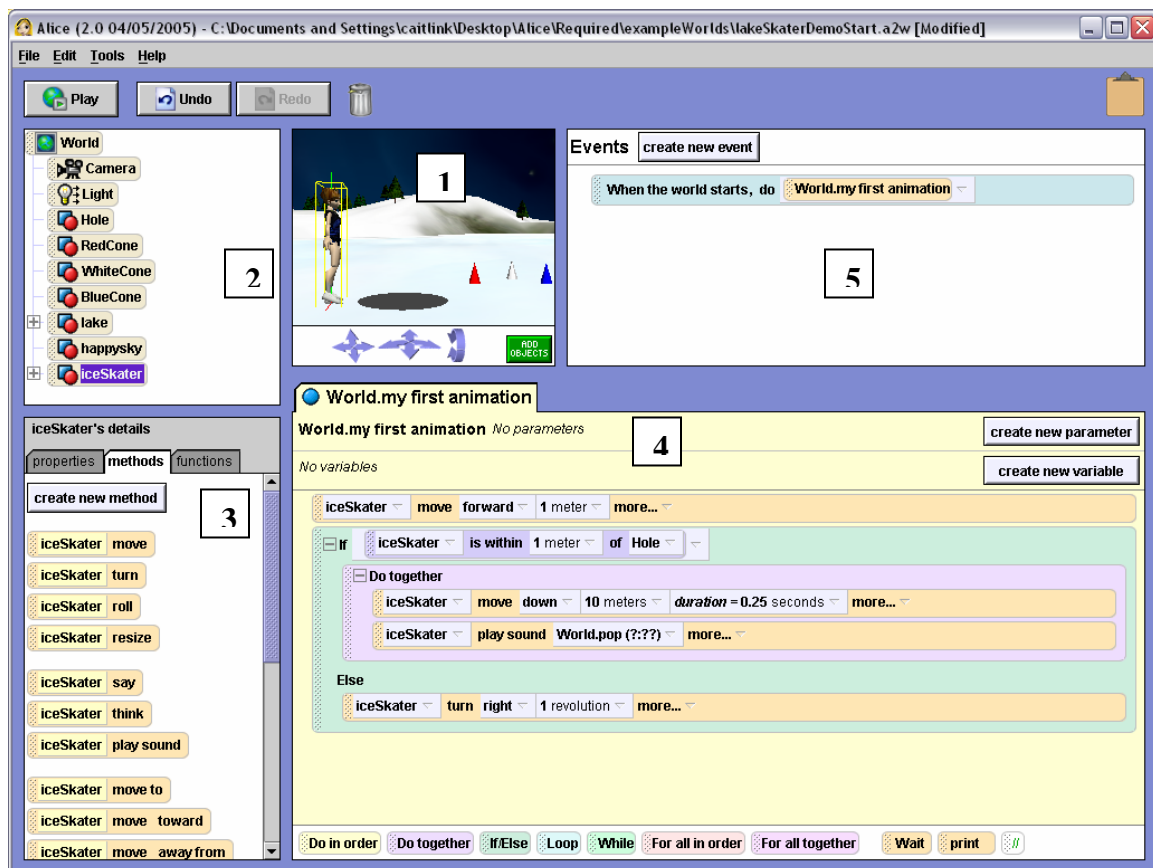 Alice (2.0 04/05/2005) - C:\Documents and Settings\caitlink\Desktop\Alice\Required\exampleWorlds\lakeSkaterDemoStart.a2w [Modified]
File Edit Tools Help
Play Undo Redo
World
Camera
Light
Hole
RedCone
WhiteCone
BlueCone
lake
happysky
iceSkater
2
1
ADD
OBJECTS
Events create new event
When the world starts, do World.my first animation
5
iceSkater's details
properties methods functions
create new method
3
iceSkater move
iceSkater turn
iceSkater roll
iceSkater resize
iceSkater say
iceSkater think
iceSkater play sound
iceSkater move to
iceSkater move toward
iceSkater move away from
World.my first animation
World.my first animation No parameters
4
create new parameter
No variables
create new variable
iceSkater move forward 1 meter more...
If iceSkater is within 1 meter of Hole
Do together
iceSkater move down 10 meters duration = 0.25 seconds more...
iceSkater play sound World.pop (?:??) more...
Else
iceSkater turn right 1 revolution more...
Do in order Do together If/Else Loop While For all in order For all together Wait print //